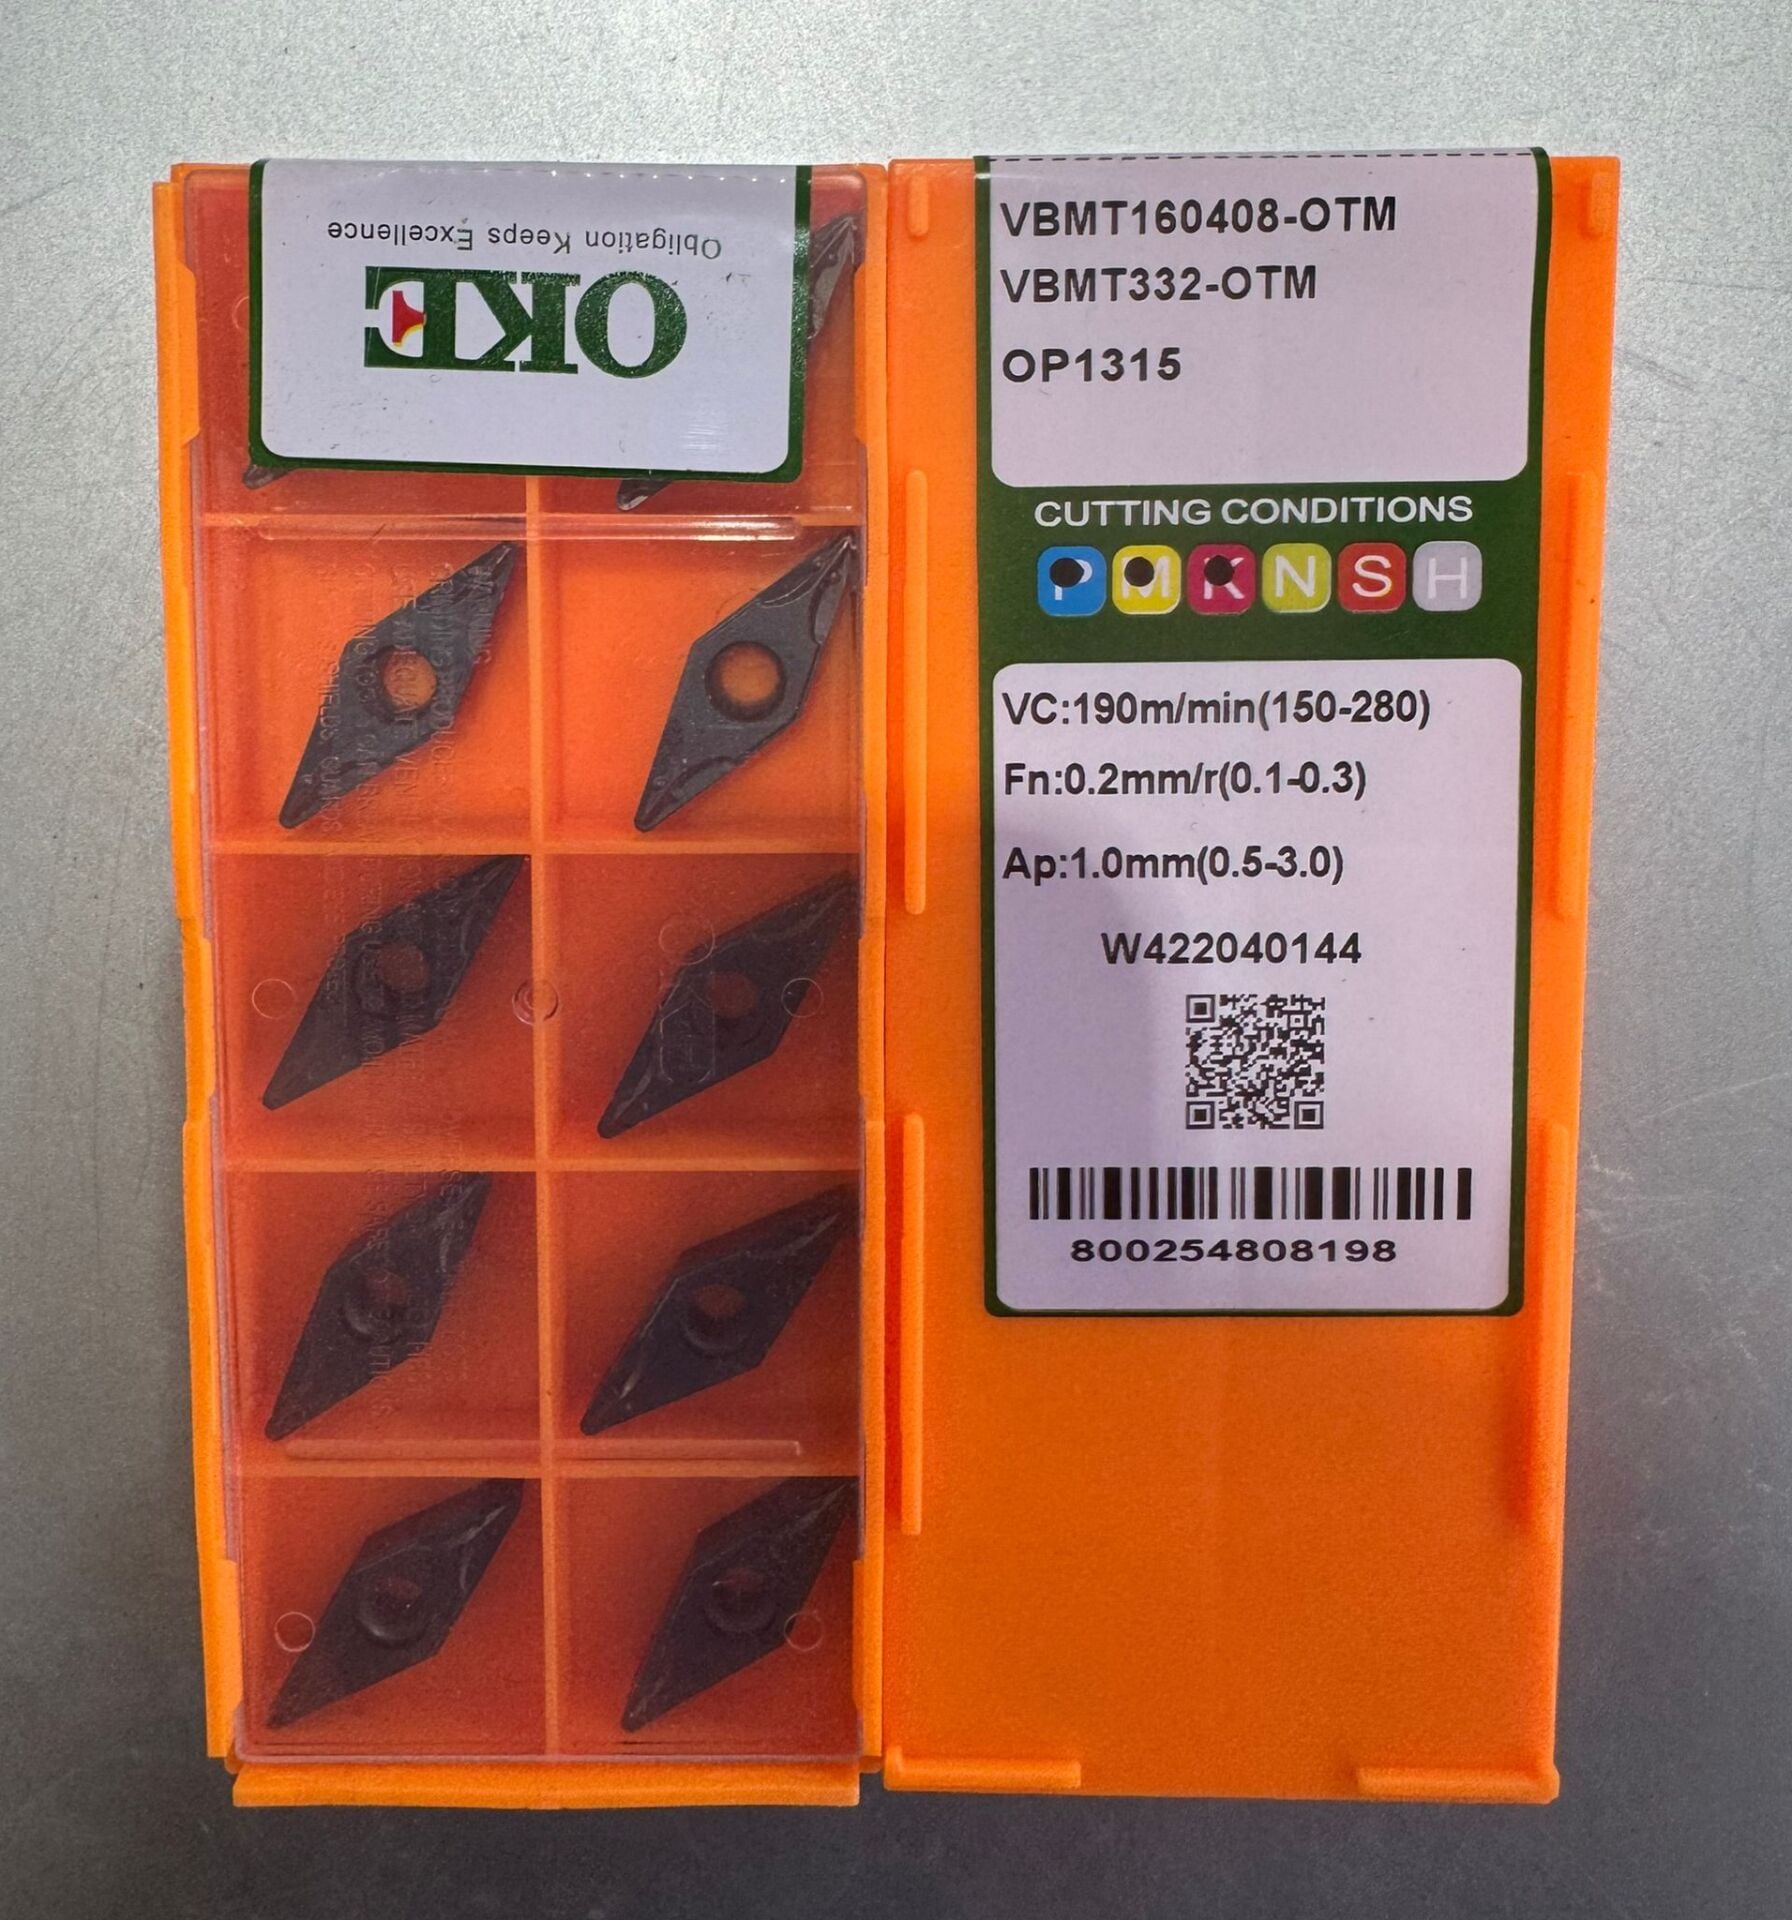 Obligation Keeps Excellence
OKE
VBMT160408-OTM
VBMT332-OTM
OP1315
CUTTING CONDITIONS
P M K N S H
VC:190m/min(150-280)
Fn:0.2mm/r(0.1-0.3)
Ap:1.0mm(0.5-3.0)
W422040144
800254808198